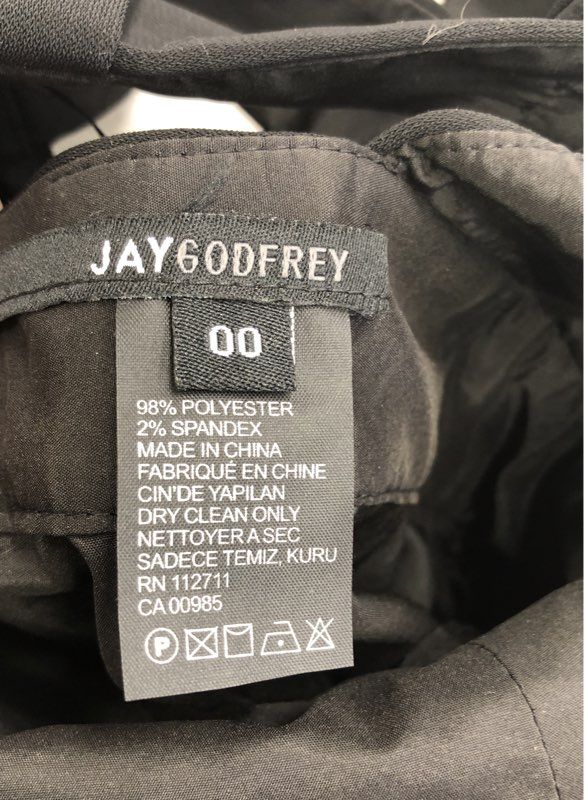 JAYGODFREY
00
98% POLYESTER
2% SPANDEX
MADE IN CHINA
FABRIQUÉ EN CHINE
CIN'DE YAPILAN
DRY CLEAN ONLY
NETTOYER A SEC
SADECE TEMIZ, KURU
RN 112711
CA 00985
P